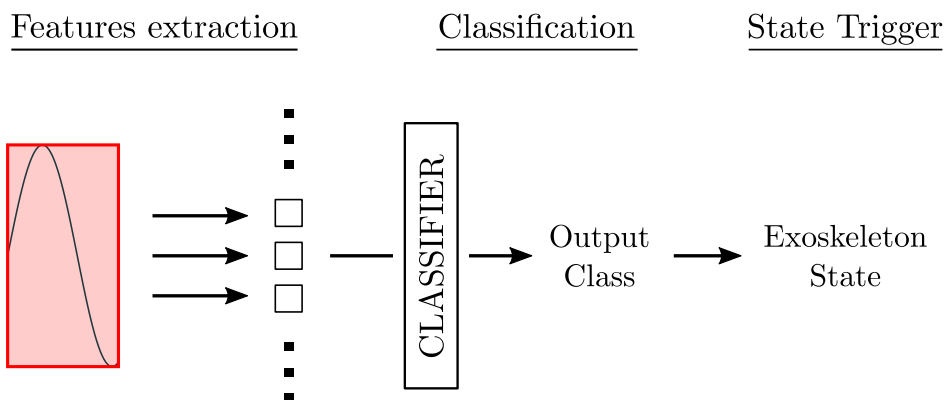 Features extraction
Classification
State Trigger
CLASSIFIER
Output
Class
Exoskeleton
State